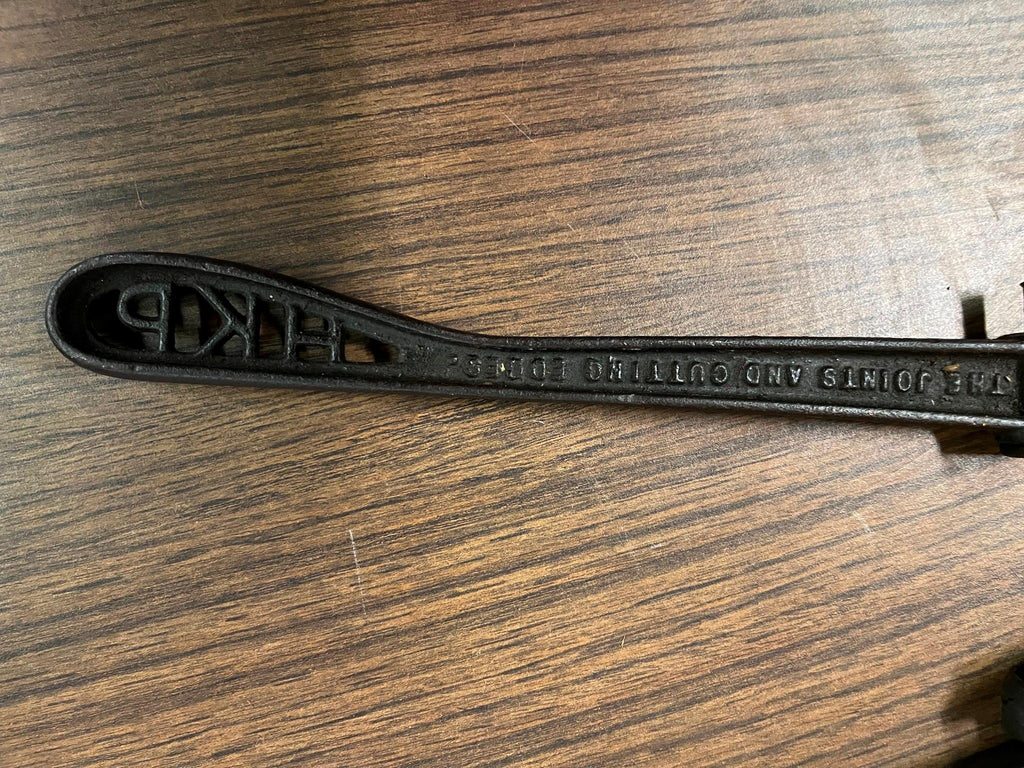 THE JOINTS AND CUTTING EDGES.
HKP